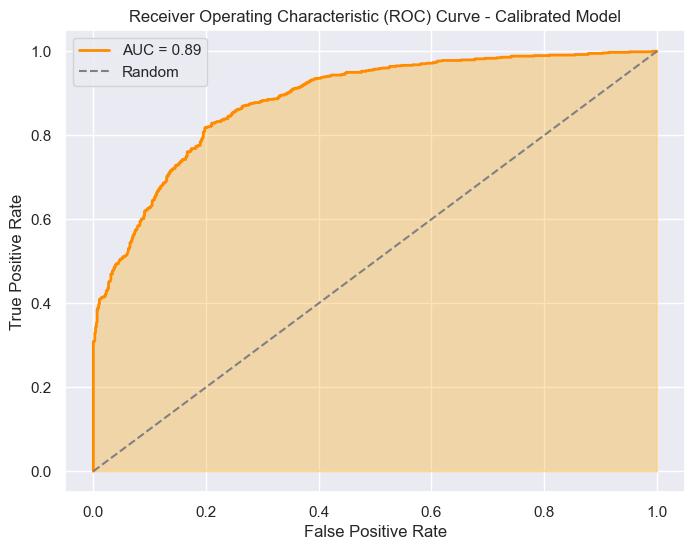 Receiver Operating Characteristic (ROC) Curve - Calibrated Model
AUC = 0.89
Random
1.0
0.8
0.6
0.4
0.2
0.0
True Positive Rate
0.0 0.2 0.4 0.6 0.8 1.0
False Positive Rate